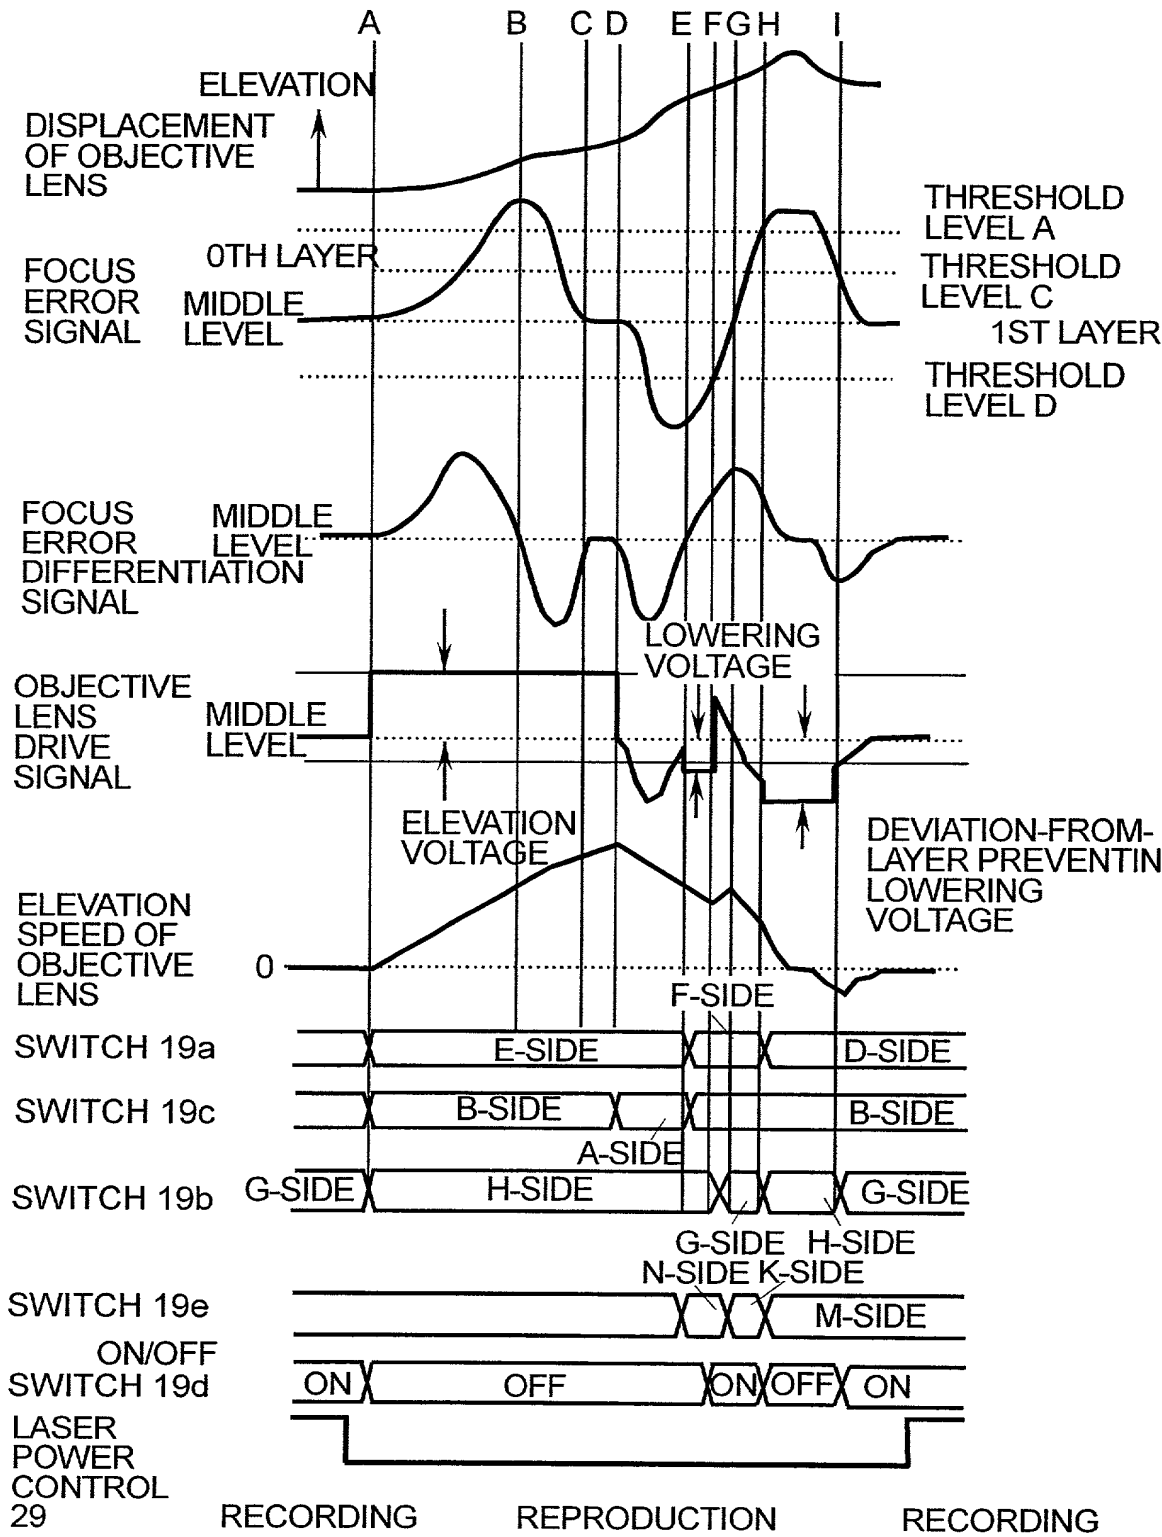 A B C D E F G H I
ELEVATION
DISPLACEMENT
OF OBJECTIVE
LENS
THRESHOLD
LEVEL A
0TH LAYER
FOCUS
ERROR
SIGNAL
MIDDLE
LEVEL
THRESHOLD
LEVEL C
1ST LAYER
THRESHOLD
LEVEL D
FOCUS
ERROR
DIFFERENTIATION
SIGNAL
MIDDLE
LEVEL
LOWERING
VOLTAGE
OBJECTIVE
LENS
DRIVE
SIGNAL
MIDDLE
LEVEL
ELEVATION
VOLTAGE
DEVIATION-FROM-
LAYER PREVENTIN
LOWERING
VOLTAGE
ELEVATION
SPEED OF
OBJECTIVE
LENS
0
F-SIDE
SWITCH 19a
E-SIDE
D-SIDE
SWITCH 19c
B-SIDE
B-SIDE
A-SIDE
SWITCH 19b
G-SIDE
H-SIDE
G-SIDE
G-SIDE H-SIDE
N-SIDE K-SIDE
SWITCH 19e
M-SIDE
ON/OFF
SWITCH 19d
ON
OFF
ON
OFF
ON
LASER
POWER
CONTROL
29
RECORDING
REPRODUCTION
RECORDING